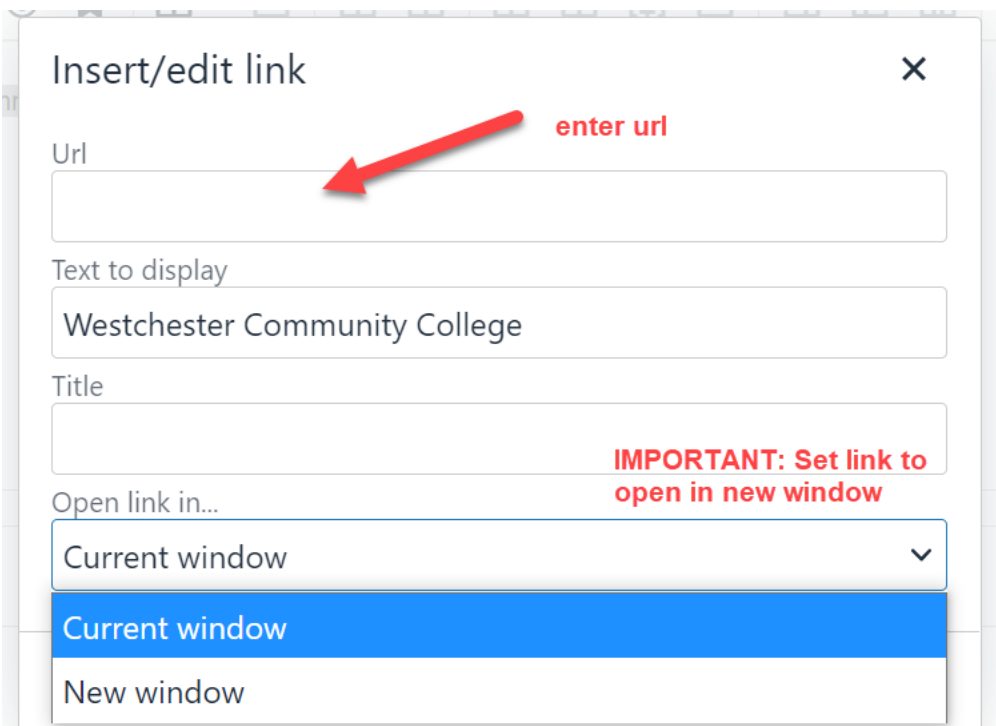 Insert/edit link
enter url
Url
Text to display
Westchester Community College
Title
IMPORTANT: Set link to
open in new window
Open link in...
Current window
Current window
New window